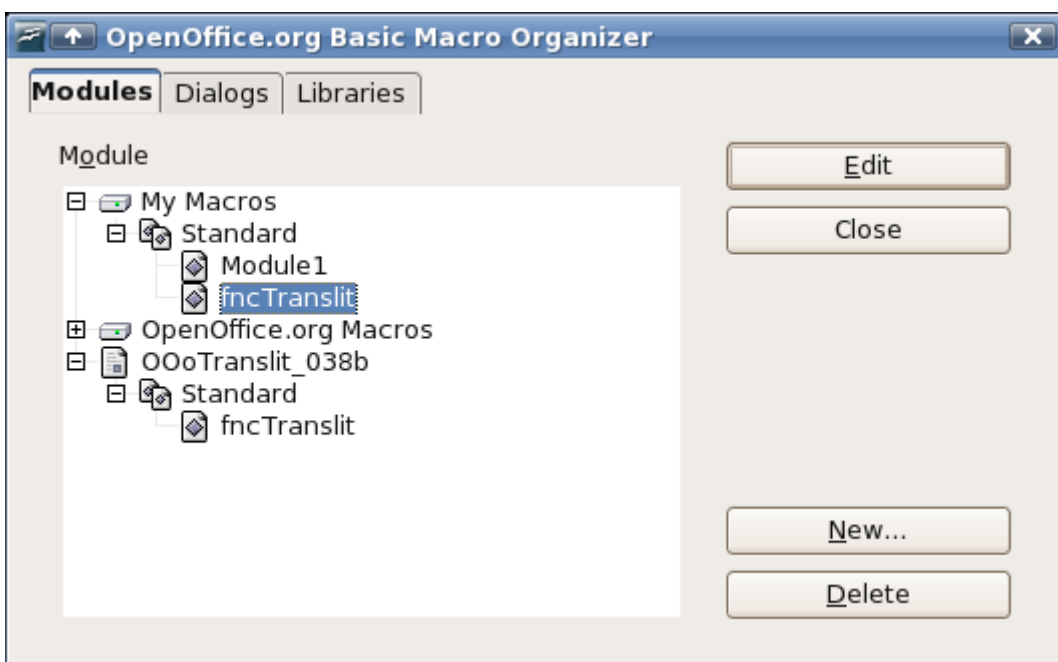 OpenOffice.org Basic Macro Organizer
Modules Dialogs Libraries
Module
Edit
My Macros
Standard
Close
Module1
fncTranslit
OpenOffice.org Macros
OOoTranslit_038b
Standard
fncTranslit
New...
Delete